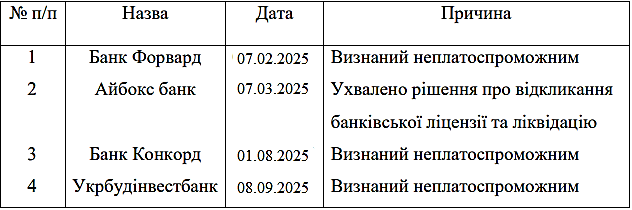 № п/п Назва Дата Причина
1 Банк Форвард 07.02.2025 Визнаний неплатоспроможним
2 Айбокс банк 07.03.2025 Ухвалено рішення про відкликання
банківської ліцензії та ліквідацію
3 Банк Конкорд 01.08.2025 Визнаний неплатоспроможним
4 Укрбудінвестбанк 08.09.2025 Визнаний неплатоспроможним